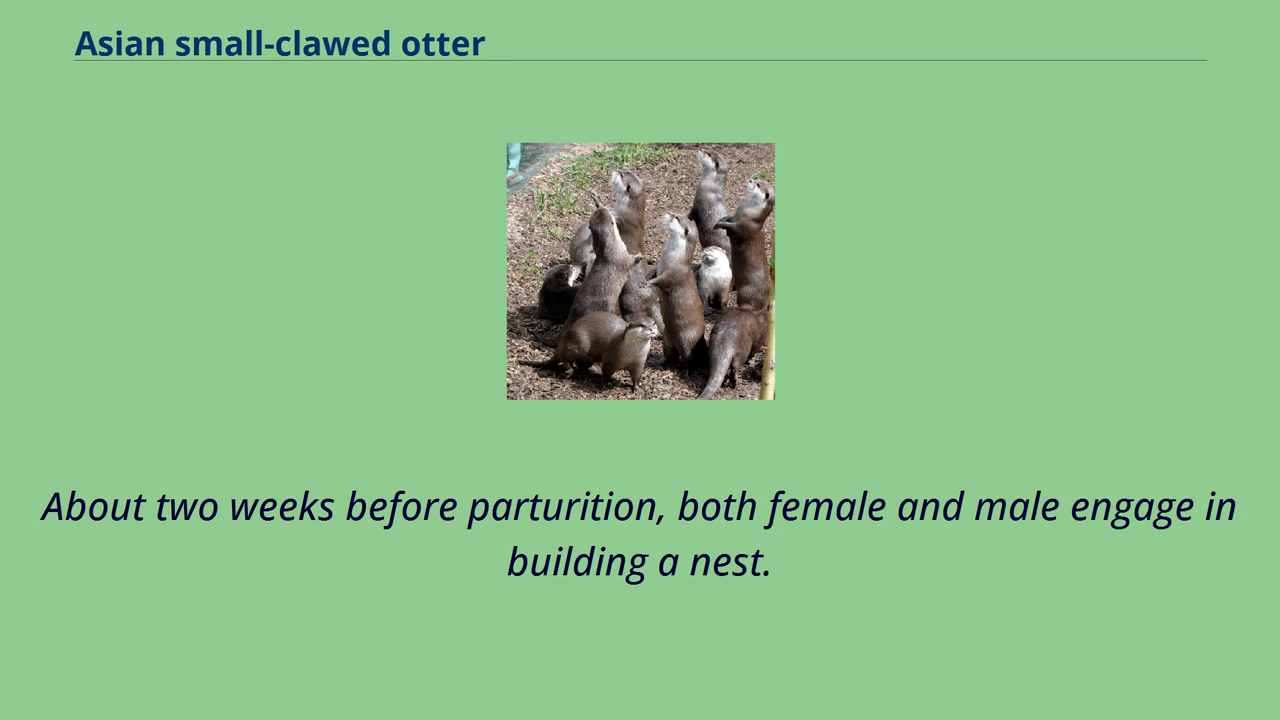 Asian small-clawed otter
About two weeks before parturition, both female and male engage in
building a nest.